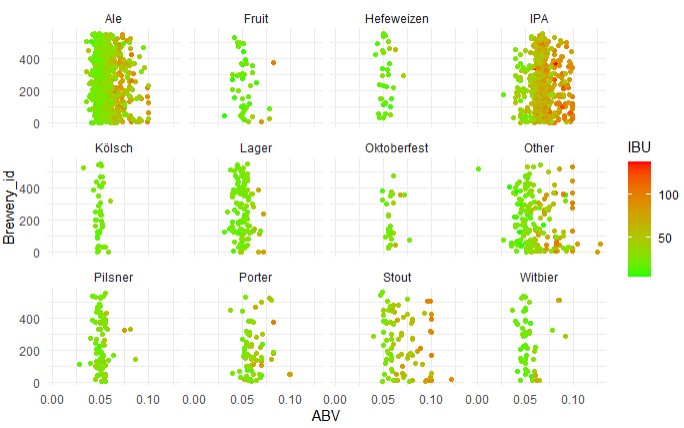 Ale Fruit Hefeweizen IPA
400
200
0
IBU
100
50
Kölsch Lager Oktoberfest Other
400
200
0
Brewery_id
Pilsner Porter Stout Witbier
400
200
0
0.00 0.05 0.10 0.00 0.05 0.10 0.00 0.05 0.10 0.00 0.05 0.10
ABV